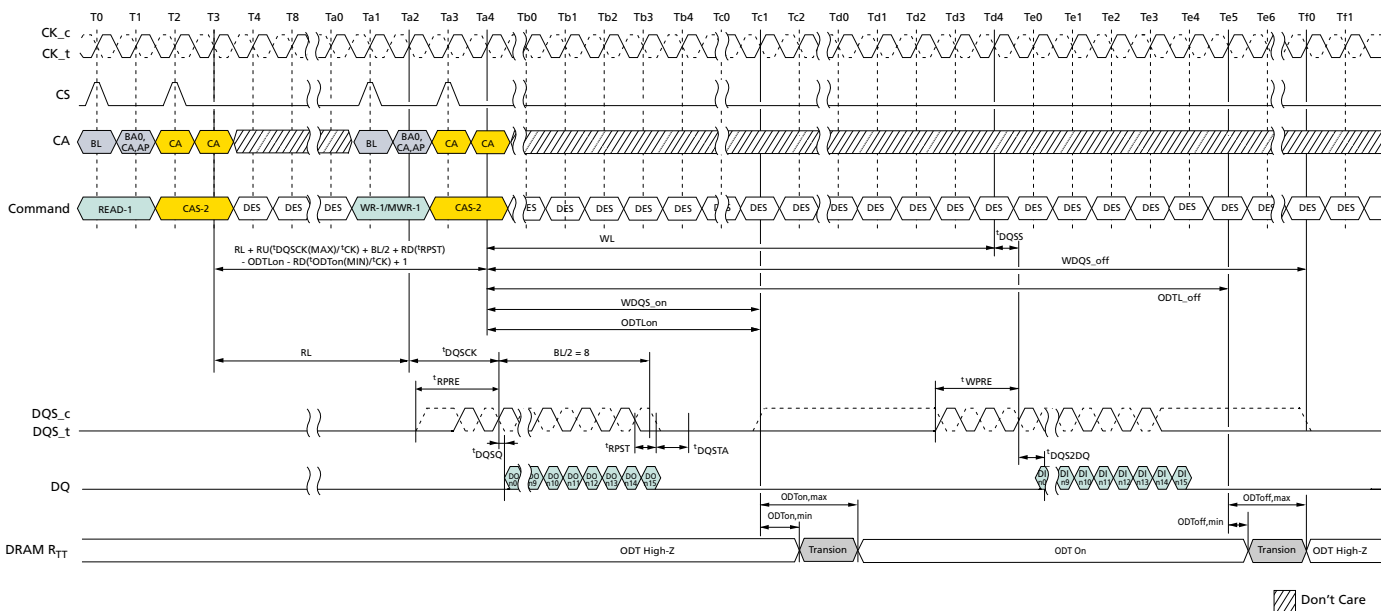 T0 T1 T2 T3 T4 T8 Ta0 Ta1 Ta2 Ta3 Ta4 Tb0 Tb1 Tb2 Tb3 Tb4 Tc0 Tc1 Tc2 Td0 Td1 Td2 Td3 Td4 Te0 Te1 Te2 Te3 Te4 Te5 Te6 Tf0 Tf1
CK_c
CK_t
CS
CA BL BA0, CA,AP CA CA BL BA0, CA,AP CA CA
Command READ-1 CAS-2 DES DES DES WR-1/MWR-1 CAS-2 DES DES DES DES DES DES DES DES DES DES DES DES DES DES DES DES DES DES DES DES DES DES
WL tDQSS
RL + RU(tDQSCK(MAX)/tCK) + BL/2 + RD(tRPST)
- ODTLon - RD(tODTon(MIN)/tCK) + 1
WDQS_off
ODTL_off
WDQS_on
ODTLon
RL tDQSCK BL/2 = 8
tRPRE tWPRE
DQS_c
DQS_t
tDQSQ tRPST tDQSTA tDQS2DQ
DQ DO n0 DO n9 DO n10 DO n11 DO n12 DO n13 DO n14 DO n15 DI n0 DI n9 DI n10 DI n11 DI n12 DI n13 DI n14 DI n15
ODTon,max ODToff,max
ODTon,min ODToff,min
DRAM RTT ODT High-Z Transion ODT On Transion ODT High-Z
Don't Care